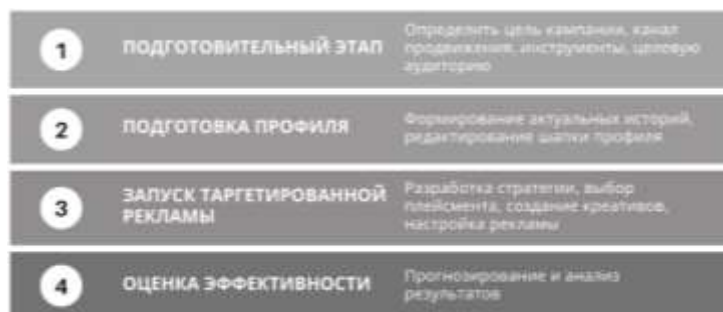 1
ПОДГОТОВИТЕЛЬНЫЙ ЭТАП
Определить цель кампании, канал
продвижения, инструменты, целовую
аудиторию
2
ПОДГОТОВКА ПРОФИЛЯ
Формирование актуальных историй,
редактирование шапки профиля
3
ЗАПУСК ТАРГЕТИРОВАННОЙ
РЕКЛАМЫ
Разработка стратегии, выбор
плейсмента, создание креативов,
настройка рекламы
4
ОЦЕНКА ЭФФЕКТИВНОСТИ
Прогнозирование и анализ
результатов